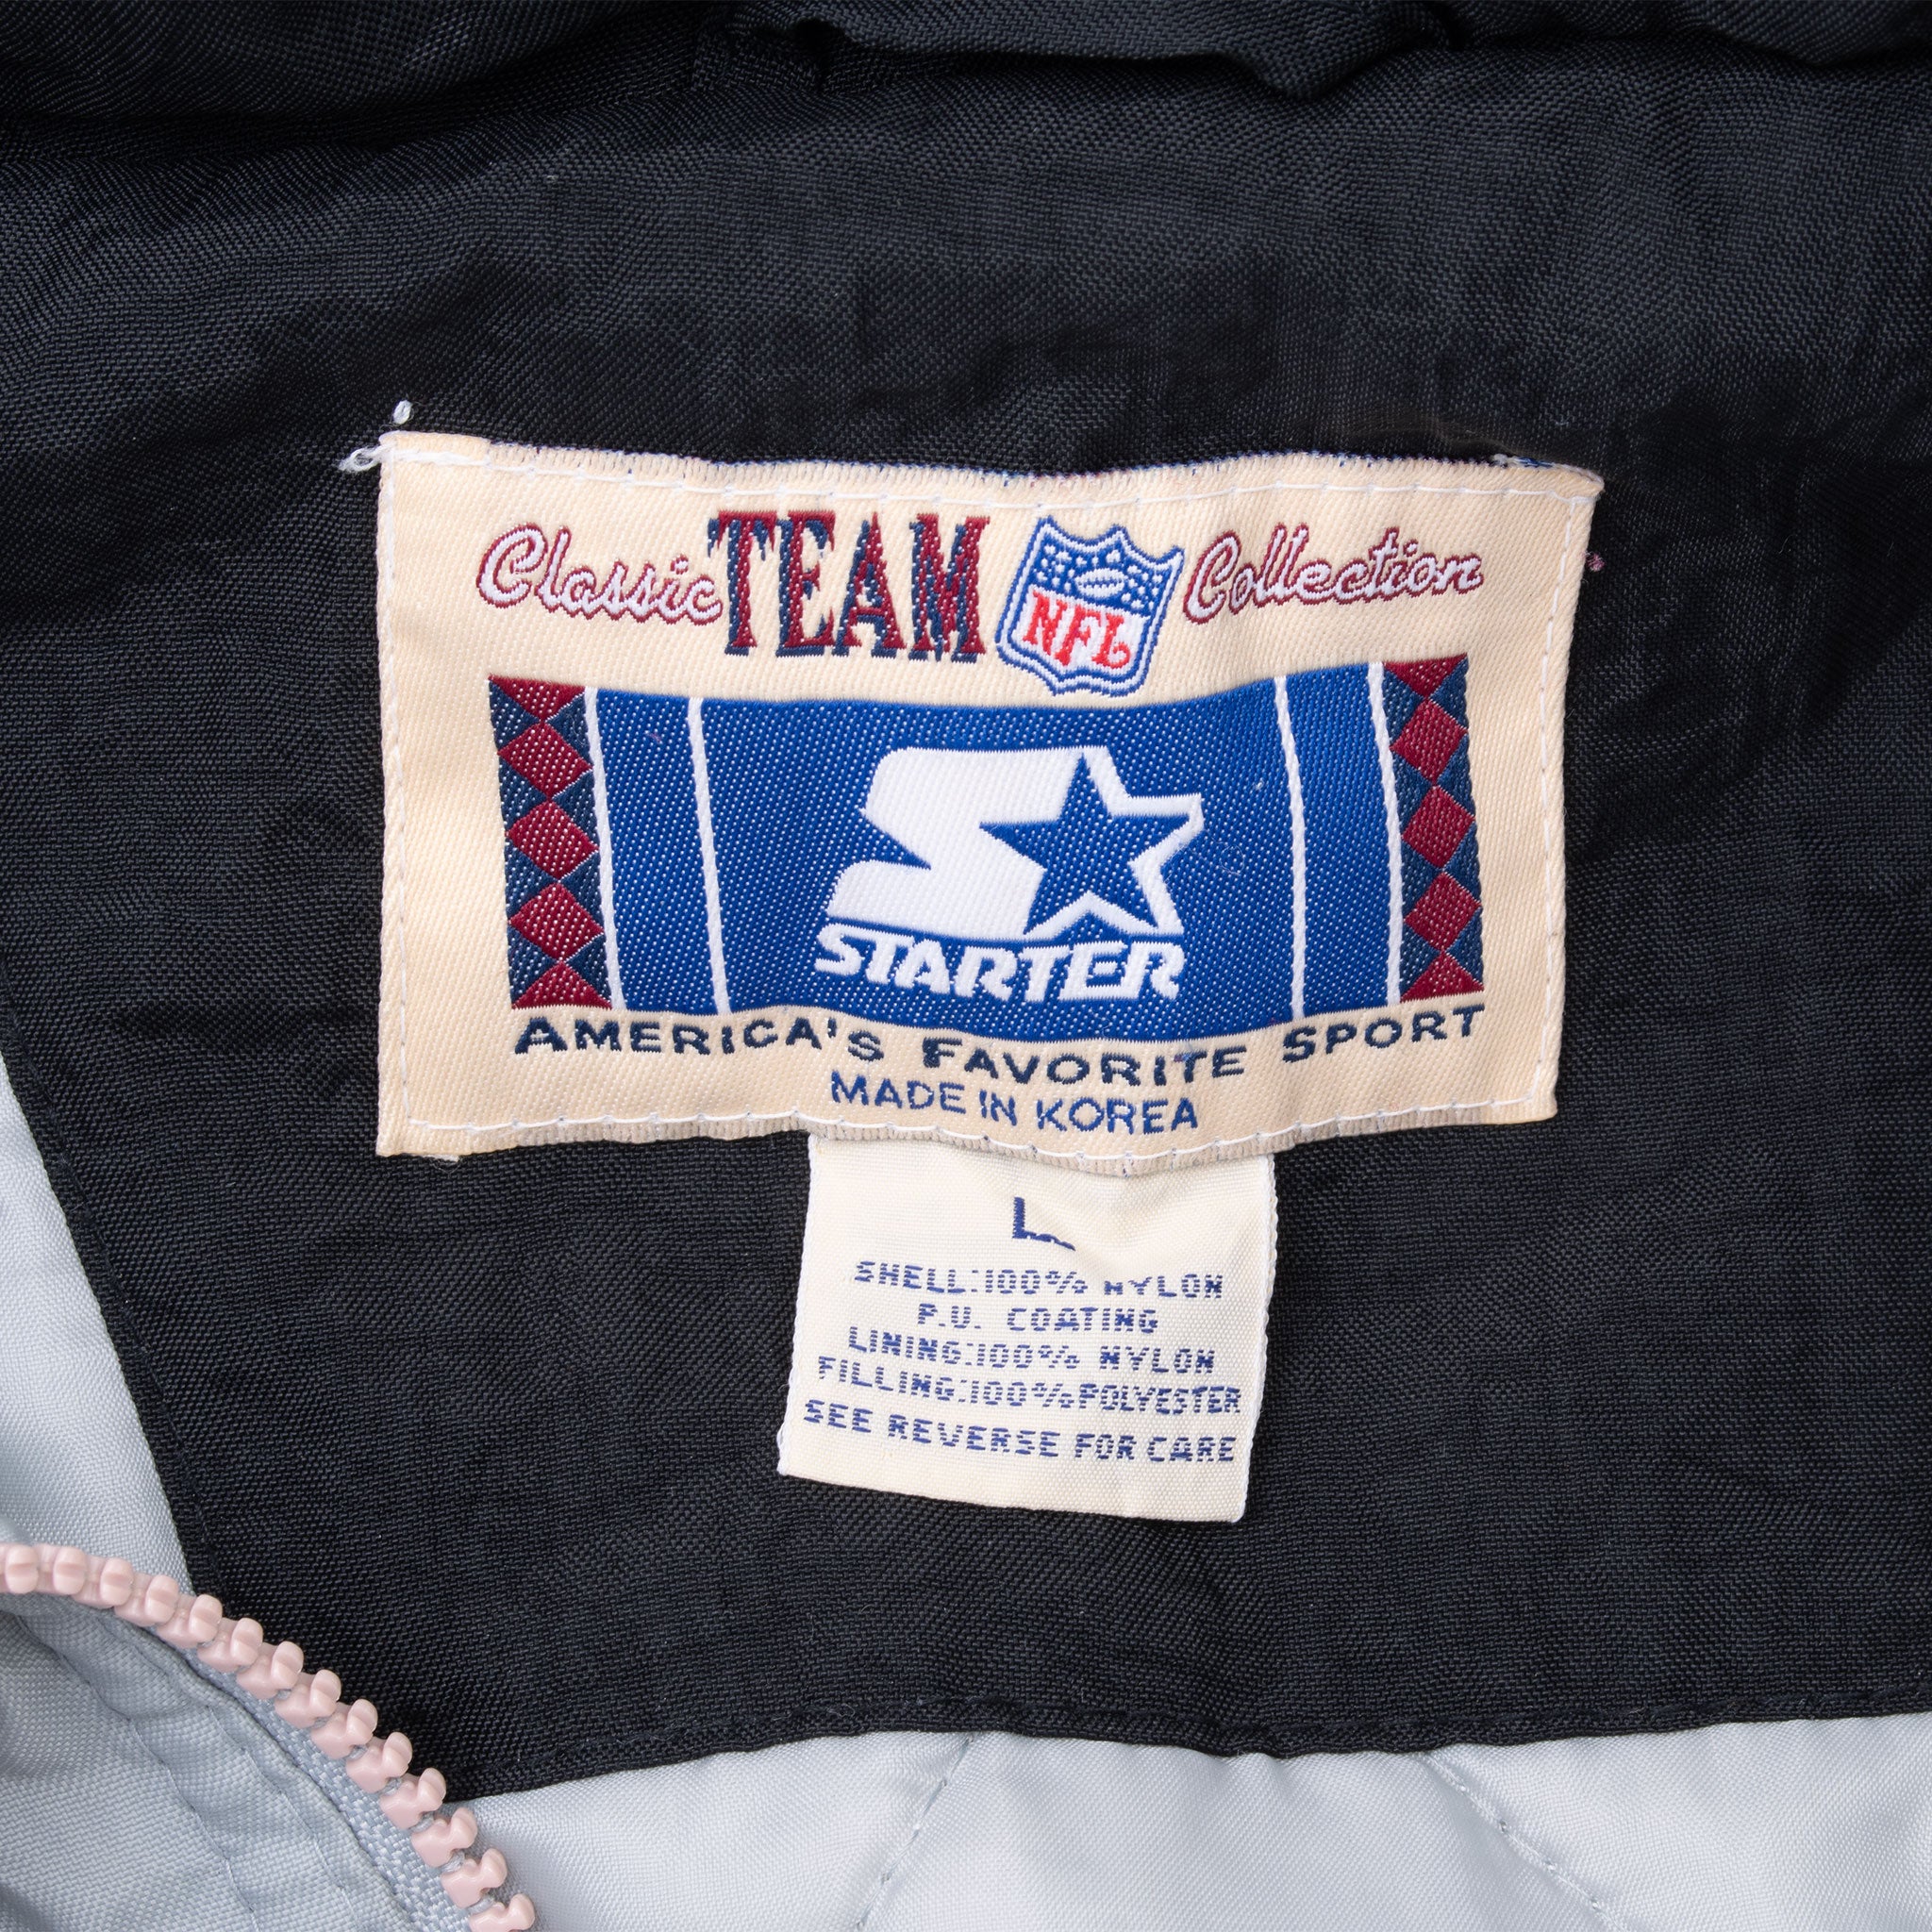 Classic TEAM NFL Collection
STARTER
AMERICA'S FAVORITE SPORT
MADE IN KOREA
L
SHELL:100% NYLON
P.U. COATING
LINING:100% NYLON
FILLING:100%POLYESTER
SEE REVERSE FOR CARE